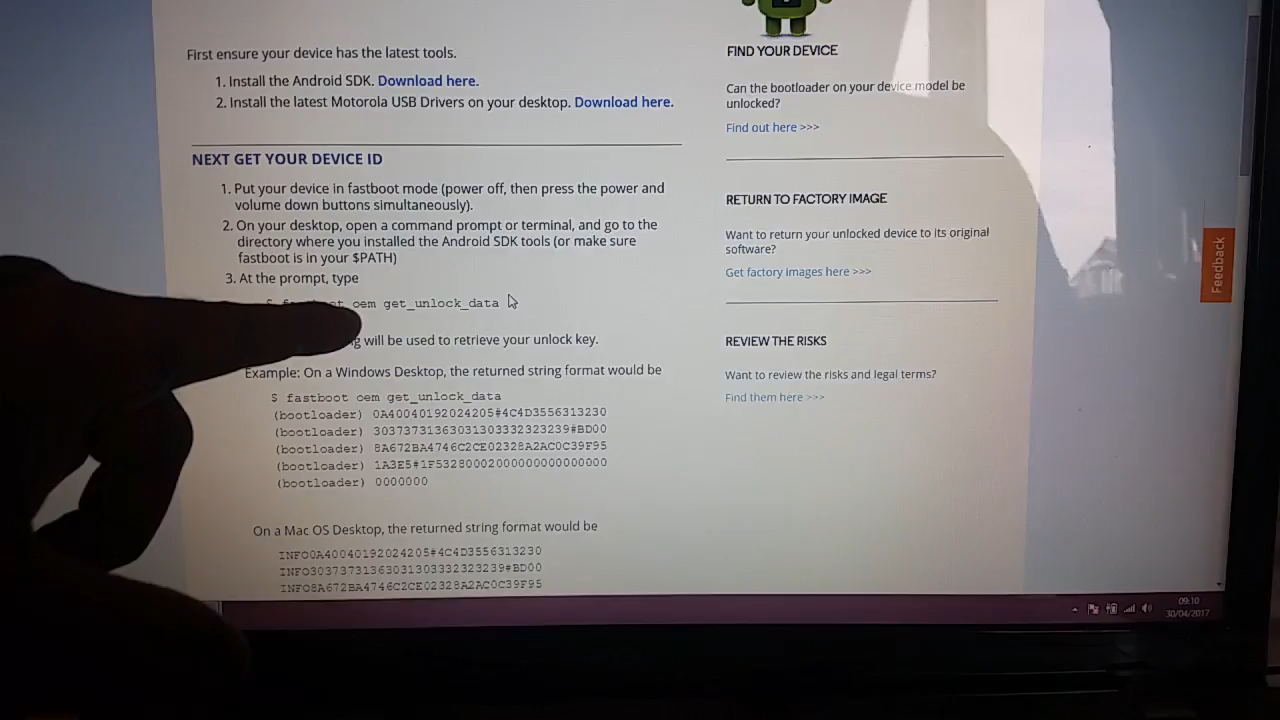 First ensure your device has the latest tools.
1. Install the Android SDK. Download here.
2. Install the latest Motorola USB Drivers on your desktop. Download here.
NEXT GET YOUR DEVICE ID
1. Put your device in fastboot mode (power off, then press the power and
volume down buttons simultaneously).
2. On your desktop, open a command prompt or terminal, and go to the
directory where you installed the Android SDK tools (or make sure
fastboot is in your $PATH)
3. At the prompt, type
oem get_unlock_data
will be used to retrieve your unlock key.
Example: On a Windows Desktop, the returned string format would be
$ fastboot oem get_unlock_data
(bootloader) 0A40040192024205#4C4D3556313230
(bootloader) 30373731363031303332323239#BD00
(bootloader) 8A672BA4746C2CE02328A2AC0C39F95
(bootloader) 1A3E5#1F53280002000000000000000
(bootloader) 0000000
On a Mac OS Desktop, the returned string format would be
INFO0A40040192024205#4C4D3556313230
INFO30373731363031303332323239#BD00
INFO8A672BA4746C2CE02328A2AC0C39F95
FIND YOUR DEVICE
Can the bootloader on your device model be
unlocked?
Find out here >>>
RETURN TO FACTORY IMAGE
Want to return your unlocked device to its original
software?
Get factory images here >>>
REVIEW THE RISKS
Want to review the risks and legal terms?
Find them here >>>
Feedback
09:10
30/04/2017